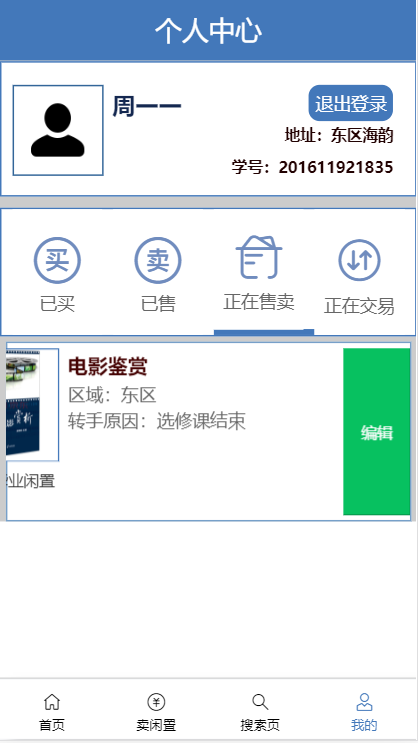 个人中心
周一一
退出登录
地址：东区海韵
学号：201611921835
买
卖
已买
已售
正在售卖
正在交易
电影鉴赏
区域：东区
转手原因：选修课结束
编辑
赏析
业闲置
首页
卖闲置
搜索页
我的